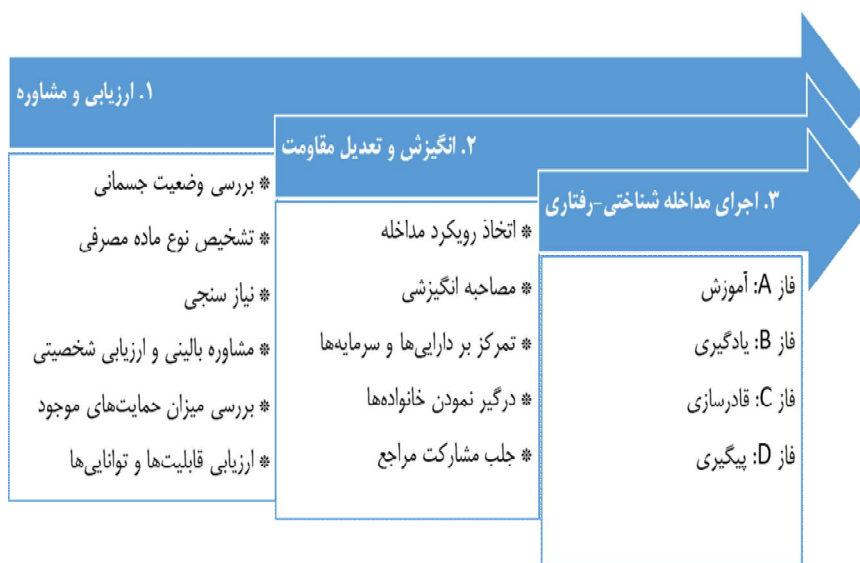 ۱. ارزیابی و مشاوره
* بررسی وضعیت جسمانی
* تشخیص نوع ماده مصرفی
* نیاز سنجی
* مشاوره بالینی و ارزیابی شخصیتی
* بررسی میزان حمایت‌های موجود
* ارزیابی قابلیت‌ها و توانایی‌ها
۲. انگیزش و تعدیل مقاومت
* اتخاذ رویکرد مداخله
* مصاحبه انگیزشی
* تمرکز بر دارایی‌ها و سرمایه‌ها
* درگیر نمودن خانواده‌ها
* جلب مشارکت مراجع
۳. اجرای مداخله شناختی-رفتاری
فاز A: آموزش
فاز B: یادگیری
فاز C: قادرسازی
فاز D: پیگیری